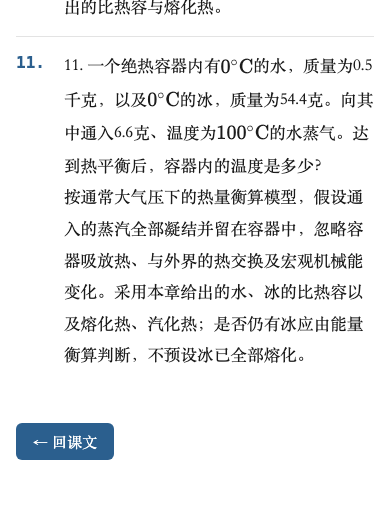 出的比热容与熔化热。
11. 11. 一个绝热容器内有0°C的水，质量为0.5
千克，以及0°C的冰，质量为54.4克。向其
中通入6.6克、温度为100°C的水蒸气。达
到热平衡后，容器内的温度是多少?
按通常大气压下的热量衡算模型，假设通
入的蒸汽全部凝结并留在容器中，忽略容
器吸放热、与外界的热交换及宏观机械能
变化。采用本章给出的水、冰的比热容以
及熔化热、汽化热；是否仍有冰应由能量
衡算判断，不预设冰已全部熔化。
← 回课文